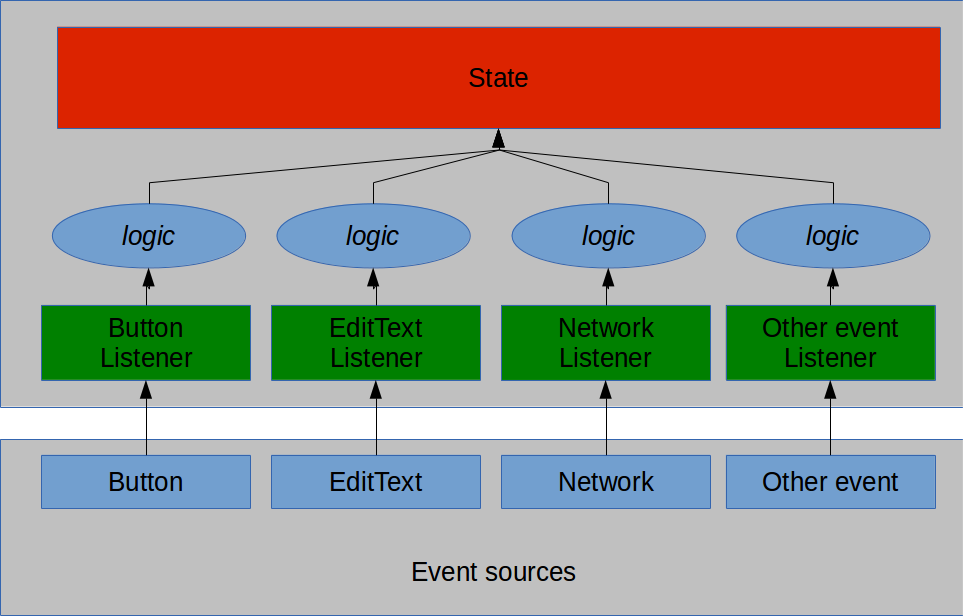 State
logic
logic
logic
logic
Button
Listener
EditText
Listener
Network
Listener
Other event
Listener
Button
EditText
Network
Other event
Event sources